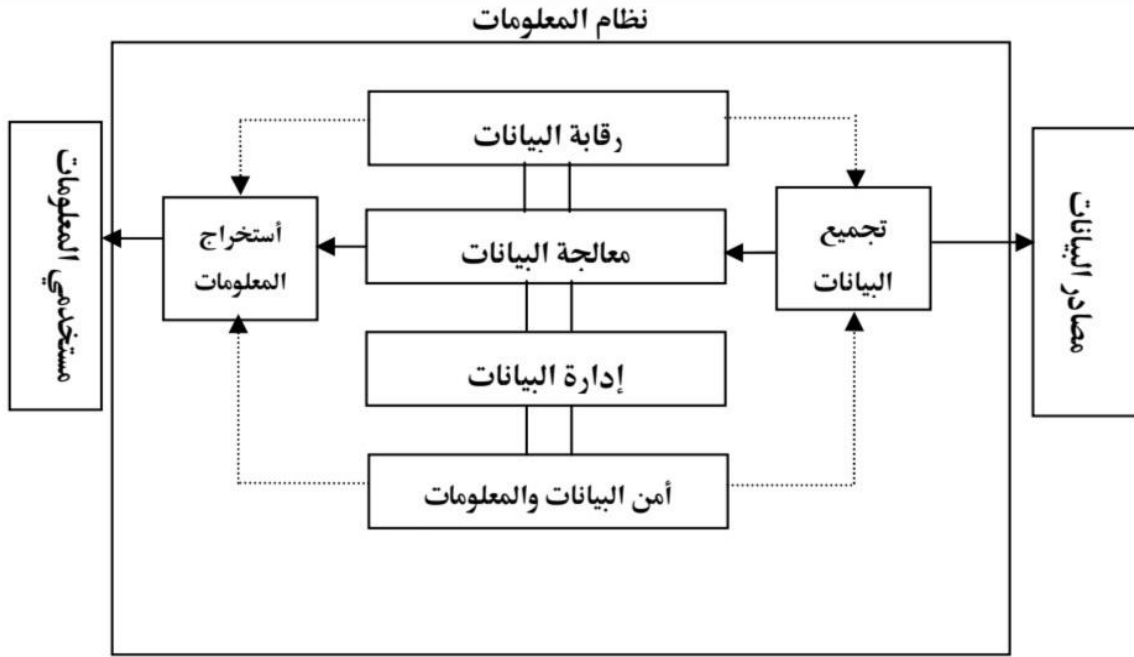 نظام المعلومات
رقابة البيانات
مصادر البيانات
تجميع
البيانات
معالجة البيانات
أستخراج
المعلومات
مستخدمي المعلومات
إدارة البيانات
أمن البيانات والمعلومات